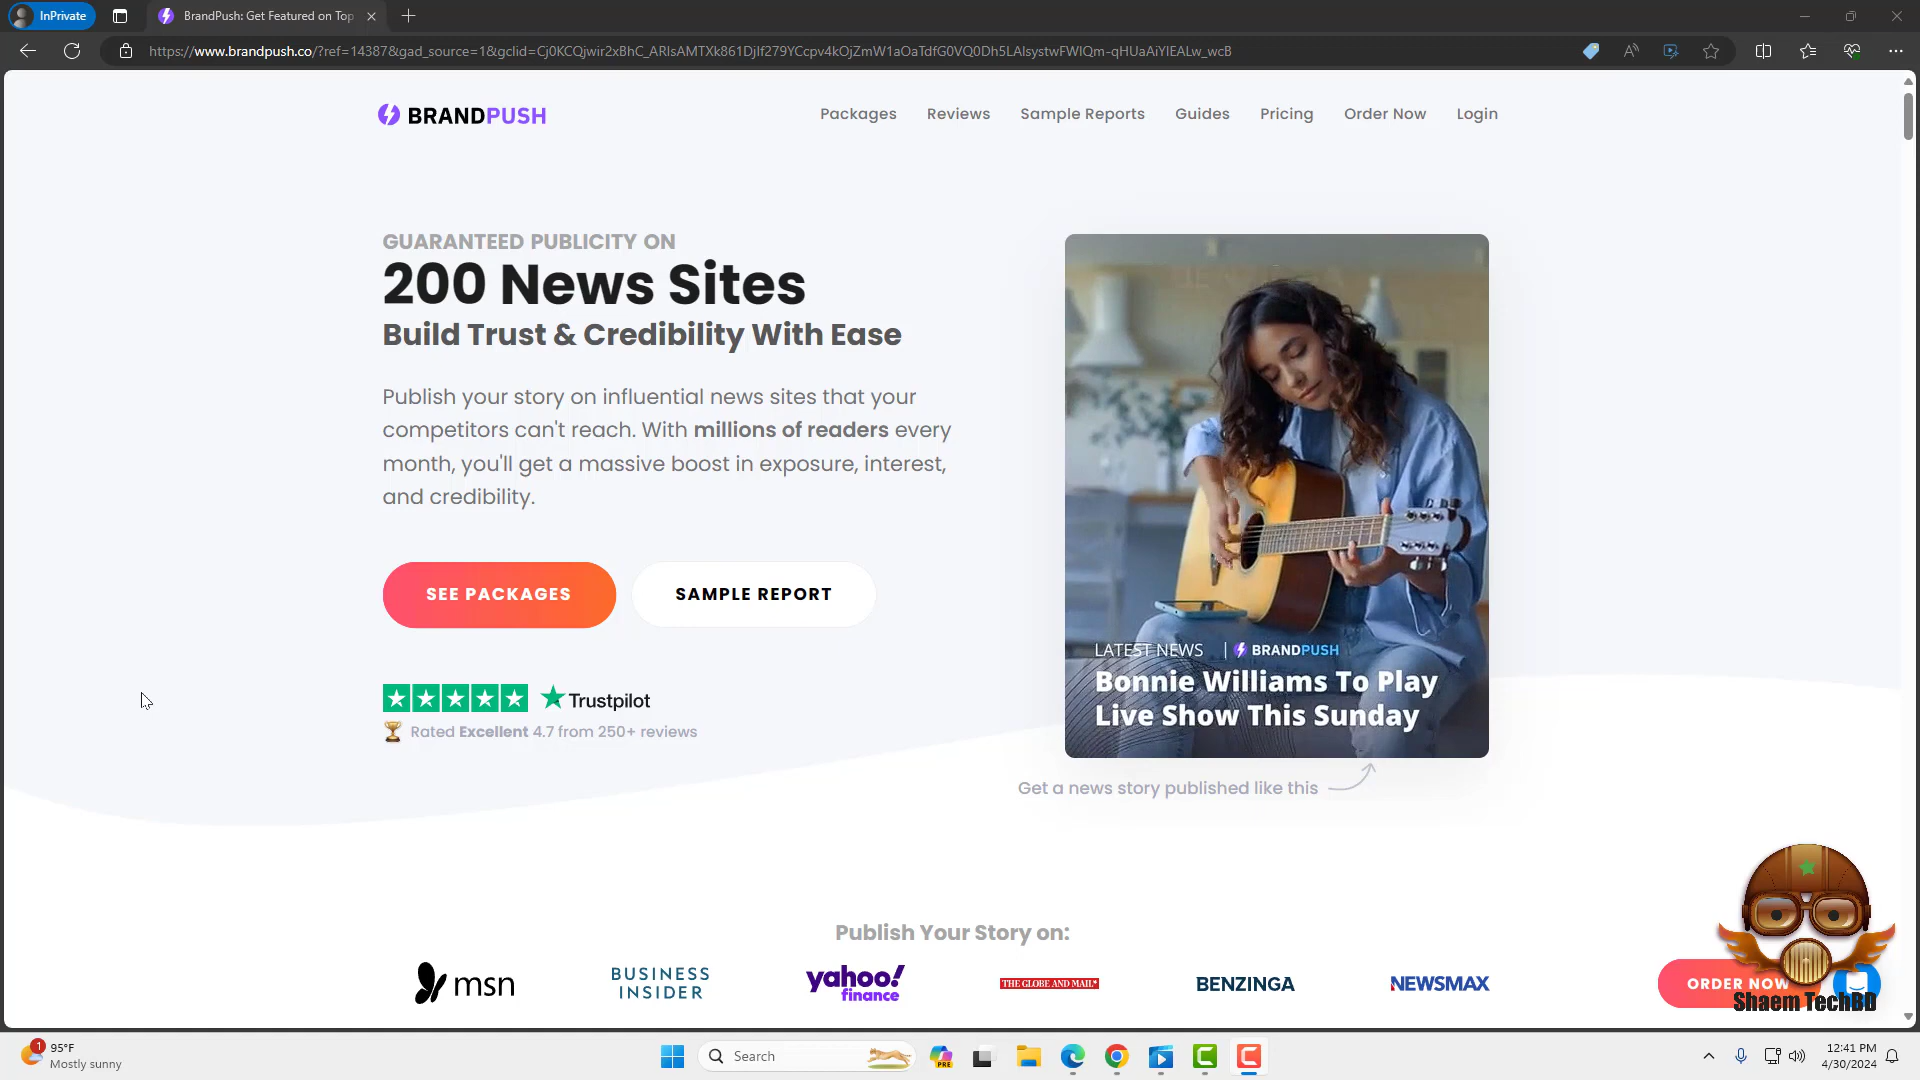 InPrivate
BrandPush: Get Featured on Top
https://www.brandpush.co/?ref=14387&gad_source=1&gclid=Cj0KCQjwir2xBhC_ARIsAMTXk861DjIf279YCcpv4kOjZmW1aOaTdfG0VQ0Dh5LAlsystwFWIQm-qHUaAiYIEALw_wcB
BRANDPUSH
Packages
Reviews
Sample Reports
Guides
Pricing
Order Now
Login
GUARANTEED PUBLICITY ON
200 News Sites
Build Trust & Credibility With Ease
Publish your story on influential news sites that your
competitors can't reach. With millions of readers every
month, you'll get a massive boost in exposure, interest,
and credibility.
SEE PACKAGES
SAMPLE REPORT
Trustpilot
Rated Excellent 4.7 from 250+ reviews
LATEST NEWS | BRANDPUSH
Bonnie Williams To Play
Live Show This Sunday
Get a news story published like this
Publish Your Story on:
msn
BUSINESS
INSIDER
yahoo!
finance
THE GLOBE AND MAIL*
BENZINGA
NEWSMAX
ORDER NOW
Shaem TechBD
1
95°F
Mostly sunny
Search
PRE
12:41 PM
4/30/2024